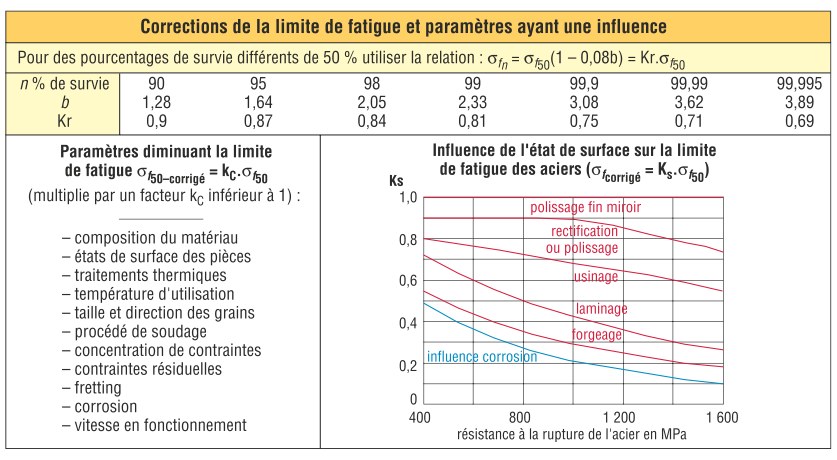 Corrections de la limite de fatigue et paramètres ayant une influence
Pour des pourcentages de survie différents de 50 % utiliser la relation : σfn = σf50(1 – 0,08b) = Kr.σf50
n % de survie 90 95 98 99 99,9 99,99 99,995
b 1,28 1,64 2,05 2,33 3,08 3,62 3,89
Kr 0,9 0,87 0,84 0,81 0,75 0,71 0,69
Paramètres diminuant la limite
de fatigue σf50–corrigé = kC.σf50
(multiplie par un facteur kC inférieur à 1) :
– composition du matériau
– états de surface des pièces
– traitements thermiques
– température d'utilisation
– taille et direction des grains
– procédé de soudage
– concentration de contraintes
– contraintes résiduelles
– fretting
– corrosion
– vitesse en fonctionnement
Influence de l'état de surface sur la limite
de fatigue des aciers (σfcorrigé = Ks.σf50)
Ks
1,0
polissage fin miroir
rectification
0,8
ou polissage
0,6
usinage
laminage
0,4
forgeage
influence corrosion
0,2
0
400 800 1 200 1 600
résistance à la rupture de l'acier en MPa